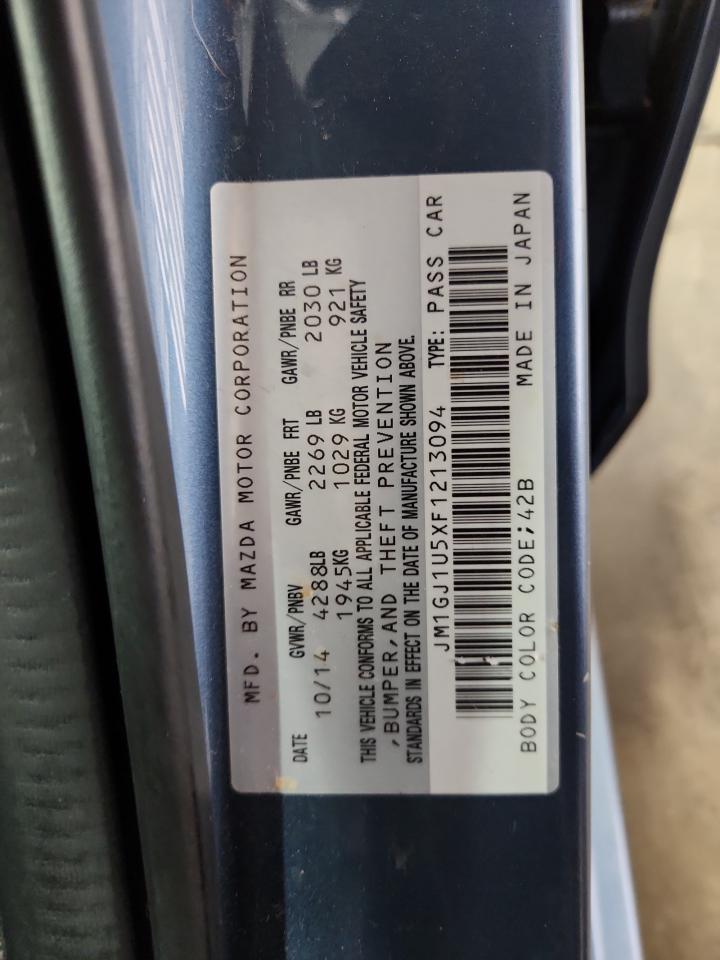 MFD. BY MAZDA MOTOR CORPORATION
DATE GVWR/PNBV GAWR/PNBE FRT GAWR/PNBE RR
10/14 4288LB 2269 LB 2030 LB
1945KG 1029 KG 921 KG
THIS VEHICLE CONFORMS TO ALL APPLICABLE FEDERAL MOTOR VEHICLE SAFETY
,BUMPER,AND THEFT PREVENTION
STANDARDS IN EFFECT ON THE DATE OF MANUFACTURE SHOWN ABOVE.
JM1GJ1U5XF1213094 TYPE: PASS CAR
BODY COLOR CODE;42B MADE IN JAPAN